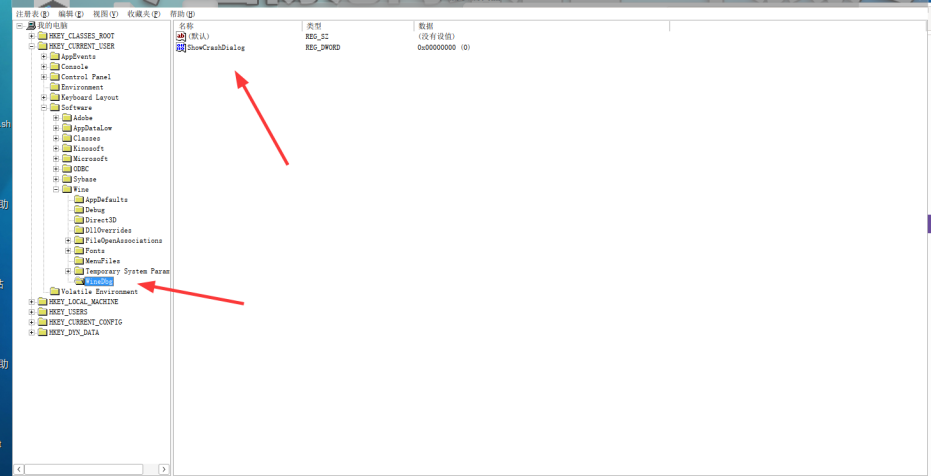 注册表(R) 编辑(E) 视图(V) 收藏夹(F) 帮助(H)
我的电脑
HKEY_CLASSES_ROOT
HKEY_CURRENT_USER
AppEvents
Console
Control Panel
Environment
Keyboard Layout
Software
Adobe
AppDataLow
Classes
Kinosoft
Microsoft
ODBC
Sybase
Wine
AppDefaults
Debug
Direct3D
DllOverrides
FileOpenAssociations
Fonts
MenuFiles
Temporary System Param
WineDbg
Volatile Environment
HKEY_LOCAL_MACHINE
HKEY_USERS
HKEY_CURRENT_CONFIG
HKEY_DYN_DATA
名称 类型 数据
(默认) REG_SZ (没有设值)
ShowCrashDialog REG_DWORD 0x00000000 (0)
sh
助
助